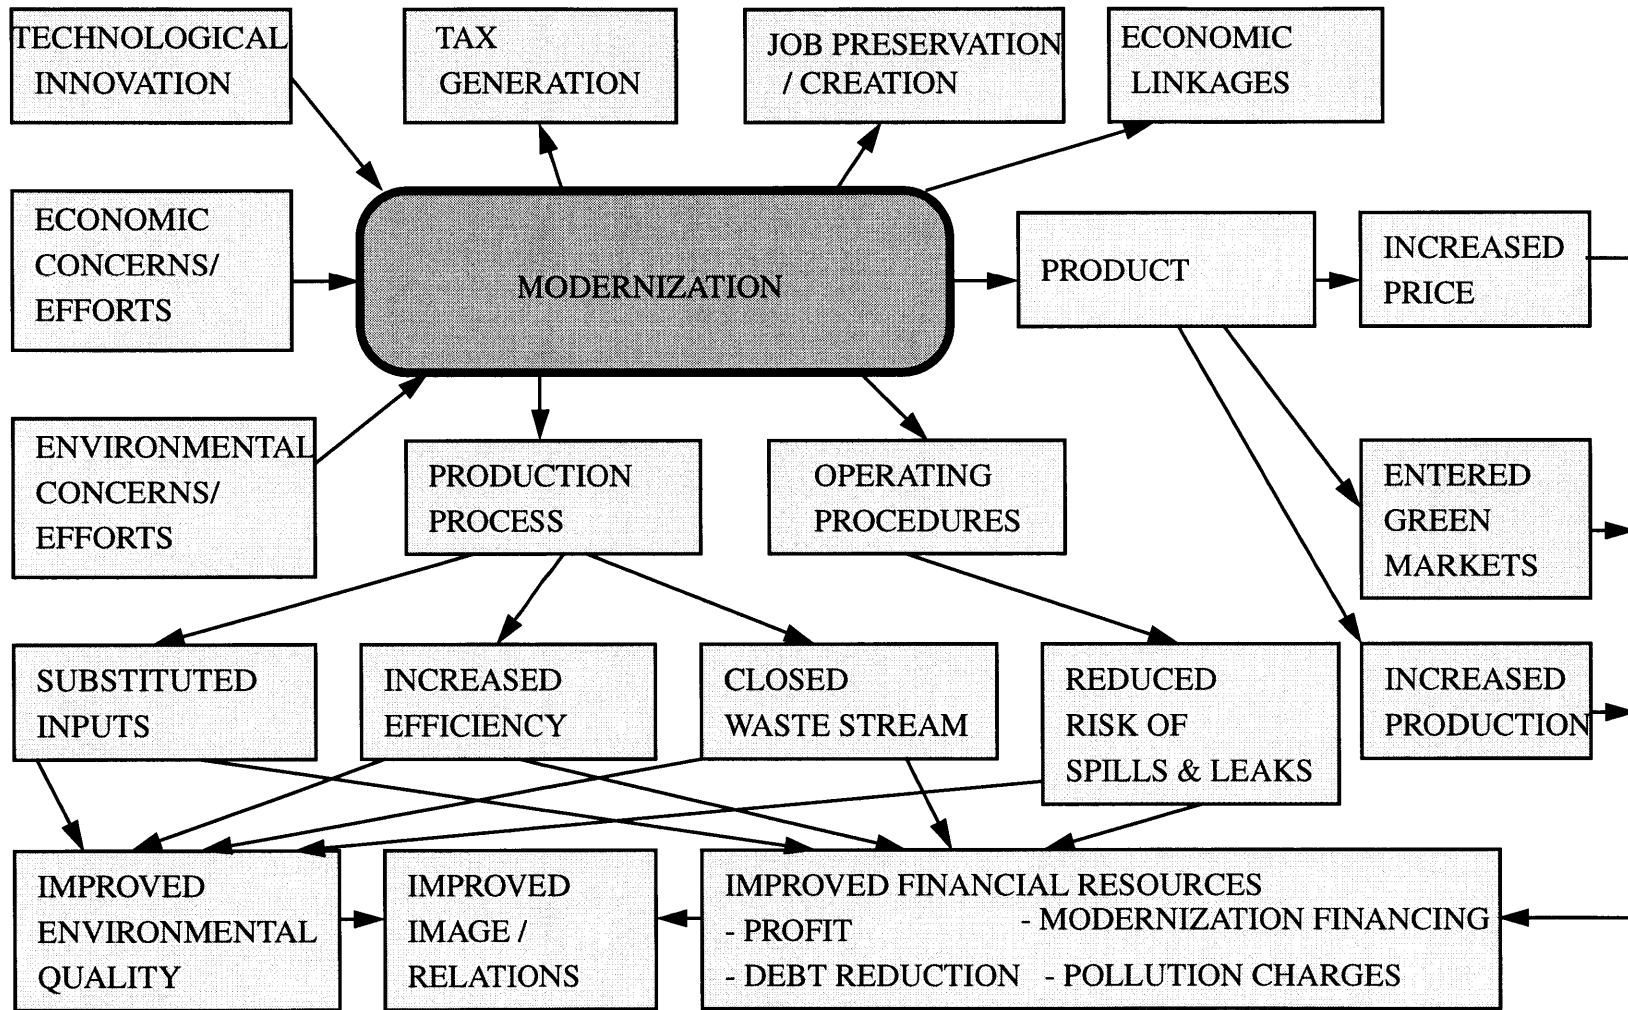 TECHNOLOGICAL
INNOVATION
TAX
GENERATION
JOB PRESERVATION
/ CREATION
ECONOMIC
LINKAGES
ECONOMIC
CONCERNS/
EFFORTS
MODERNIZATION
PRODUCT
INCREASED
PRICE
ENVIRONMENTAL
CONCERNS/
EFFORTS
PRODUCTION
PROCESS
OPERATING
PROCEDURES
ENTERED
GREEN
MARKETS
SUBSTITUTED
INPUTS
INCREASED
EFFICIENCY
CLOSED
WASTE STREAM
REDUCED
RISK OF
SPILLS & LEAKS
INCREASED
PRODUCTION
IMPROVED
ENVIRONMENTAL
QUALITY
IMPROVED
IMAGE /
RELATIONS
IMPROVED FINANCIAL RESOURCES
- PROFIT - MODERNIZATION FINANCING
- DEBT REDUCTION - POLLUTION CHARGES